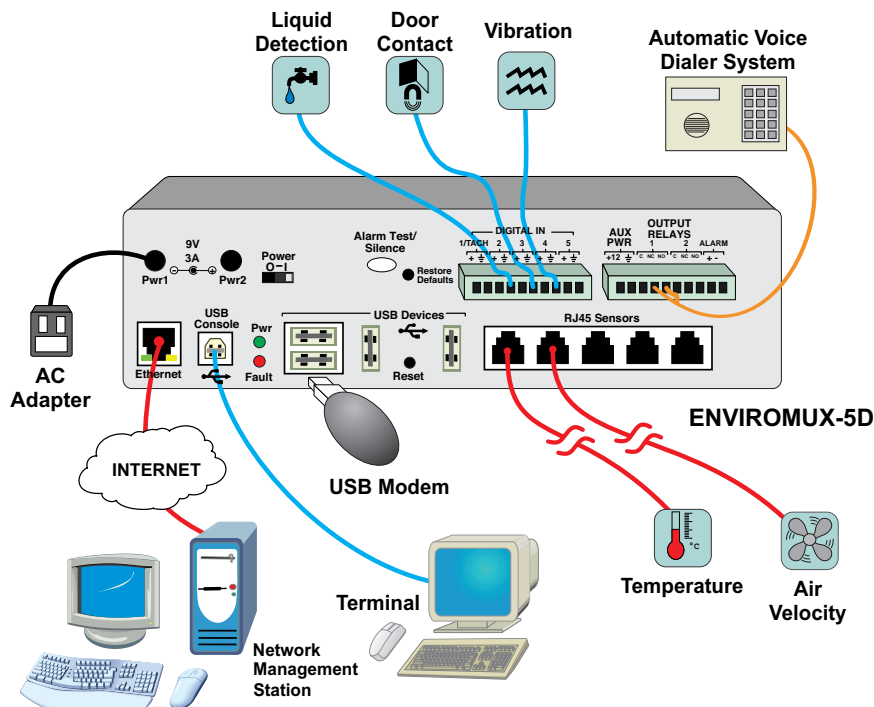 Liquid
Detection
Door
Contact
Vibration
Automatic Voice
Dialer System
9V
3A
Pwr1
Pwr2
Power
O – I
Alarm Test/
Silence
Restore
Defaults
DIGITAL IN
1/TACH 2 3 4 5
+ + + + +
AUX
PWR
+12
OUTPUT
RELAYS
1 2
C NC NO C NC NO
ALARM
+ -
Ethernet
USB
Console
Pwr
Fault
USB Devices
Reset
RJ45 Sensors
AC
Adapter
ENVIROMUX-5D
INTERNET
USB Modem
°C
Temperature
Air
Velocity
Terminal
Network
Management
Station